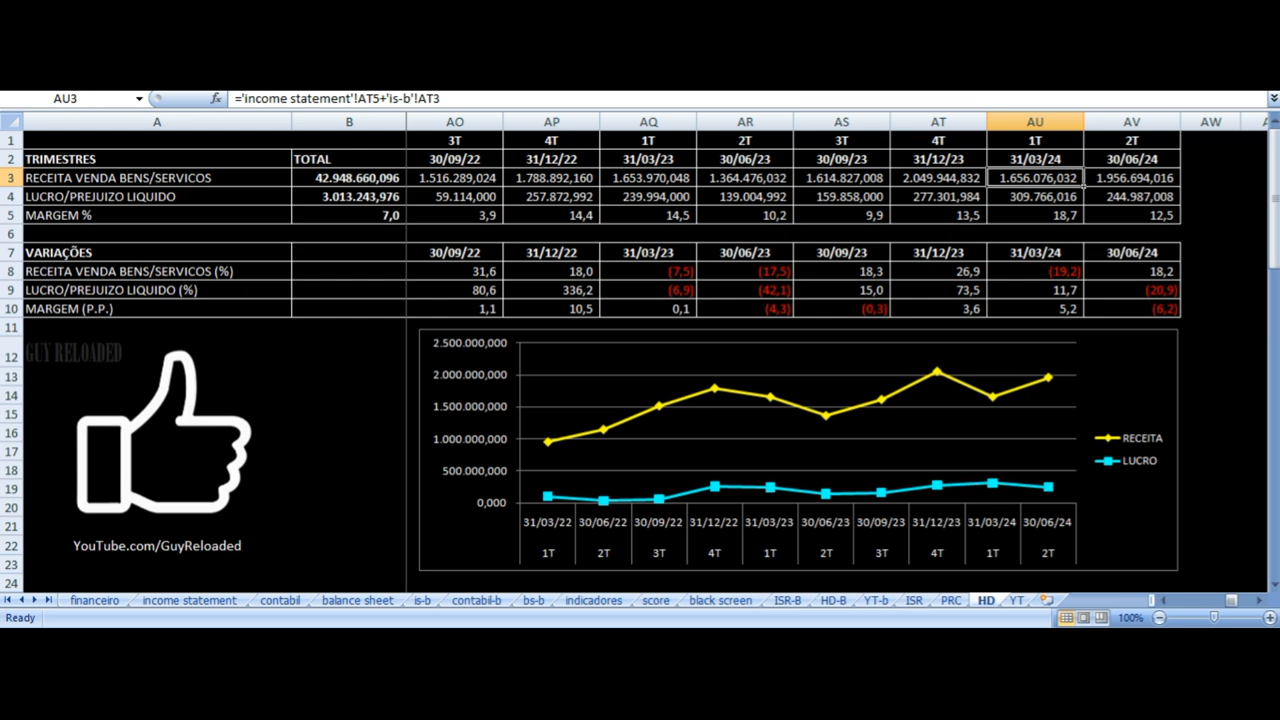 AU3 fx ='income statement'!AT5+'is-b'!AT3
A B AO AP AQ AR AS AT AU AV AW
1 3T 4T 1T 2T 3T 4T 1T 2T
2 TRIMESTRES TOTAL 30/09/22 31/12/22 31/03/23 30/06/23 30/09/23 31/12/23 31/03/24 30/06/24
3 RECEITA VENDA BENS/SERVICOS 42.948.660,096 1.516.289,024 1.788.892,160 1.653.970,048 1.364.476,032 1.614.827,008 2.049.944,832 1.656.076,032 1.956.694,016
4 LUCRO/PREJUIZO LIQUIDO 3.013.243,976 59.114,000 257.872,992 239.994,000 139.004,992 159.858,000 277.301,984 309.766,016 244.987,008
5 MARGEM % 7,0 3,9 14,4 14,5 10,2 9,9 13,5 18,7 12,5
6
7 VARIAÇÕES 30/09/22 31/12/22 31/03/23 30/06/23 30/09/23 31/12/23 31/03/24 30/06/24
8 RECEITA VENDA BENS/SERVICOS (%) 31,6 18,0 (7,5) (17,5) 18,3 26,9 (19,2) 18,2
9 LUCRO/PREJUIZO LIQUIDO (%) 80,6 336,2 (6,9) (42,1) 15,0 73,5 11,7 (20,9)
10 MARGEM (P.P.) 1,1 10,5 0,1 (4,3) (0,3) 3,6 5,2 (6,2)
11
12 GUY RELOADED
13
14
15
16
17
18
19
20
21
22
23
24
YouTube.com/GuyReloaded
2.500.000,000
2.000.000,000
1.500.000,000
1.000.000,000
500.000,000
0,000
31/03/22 30/06/22 30/09/22 31/12/22 31/03/23 30/06/23 30/09/23 31/12/23 31/03/24 30/06/24
1T 2T 3T 4T 1T 2T 3T 4T 1T 2T
RECEITA
LUCRO
financeiro income statement contabil balance sheet is-b contabil-b bs-b indicadores score black screen ISR-B HD-B YT-b ISR PRC HD YT
Ready 100%